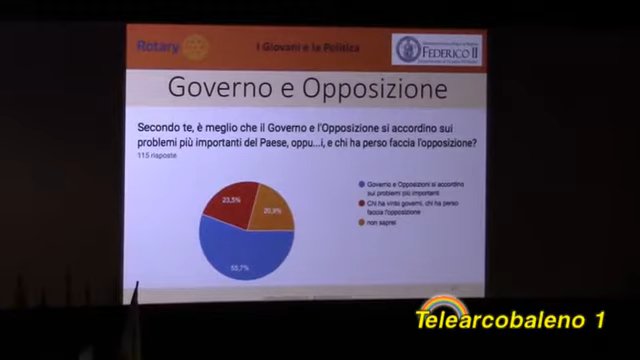 Rotary
I Giovani e la Politica
FEDERICO II
Governo e Opposizione
Secondo te, è meglio che il Governo e l'Opposizione si accordino sui
problemi più importanti del Paese, oppu...i, e chi ha perso faccia l'opposizione?
115 risposte
23,5%
20,9%
55,7%
Governo e Opposizioni si accordino
sui problemi più importanti
Chi ha vinto governi, chi ha perso
faccia l'opposizione
non saprei
Telearcobaleno 1